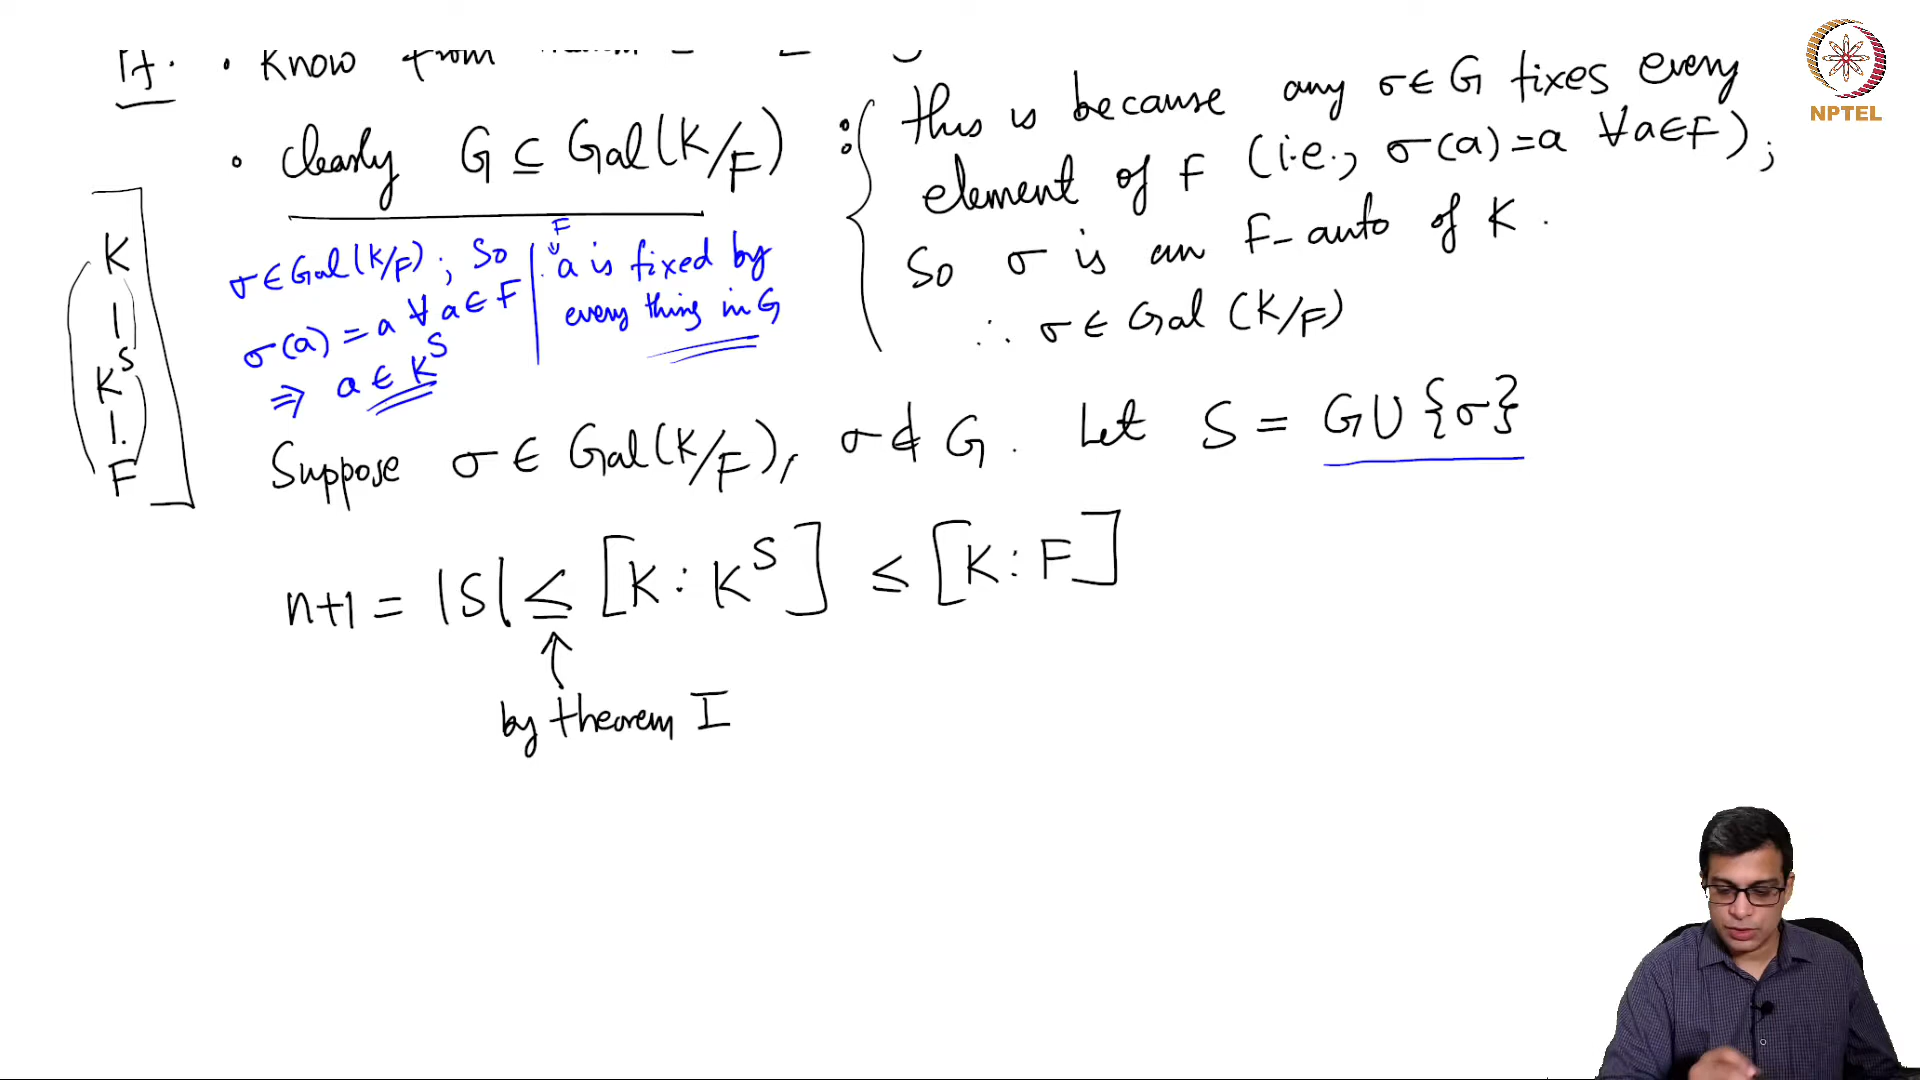 Pf. • Know from
• clearly G ⊆ Gal(K/F) :
this is because any σ∈G fixes every
element of F (i.e., σ(a)=a ∀a∈F);
So σ is an F-auto of K.
∴ σ∈ Gal (K/F)
K
|
K^S
|
F
σ∈Gal(K/F); So
σ(a) = a ∀ a∈F
⇒ a ∈ K^S
F
∵ a is fixed by
every thing in G
Suppose σ ∈ Gal(K/F), σ∉G. Let S = G∪{σ}
n+1 = |S| ≤ [K : K^S] ≤ [K : F]
↑
by theorem I
NPTEL